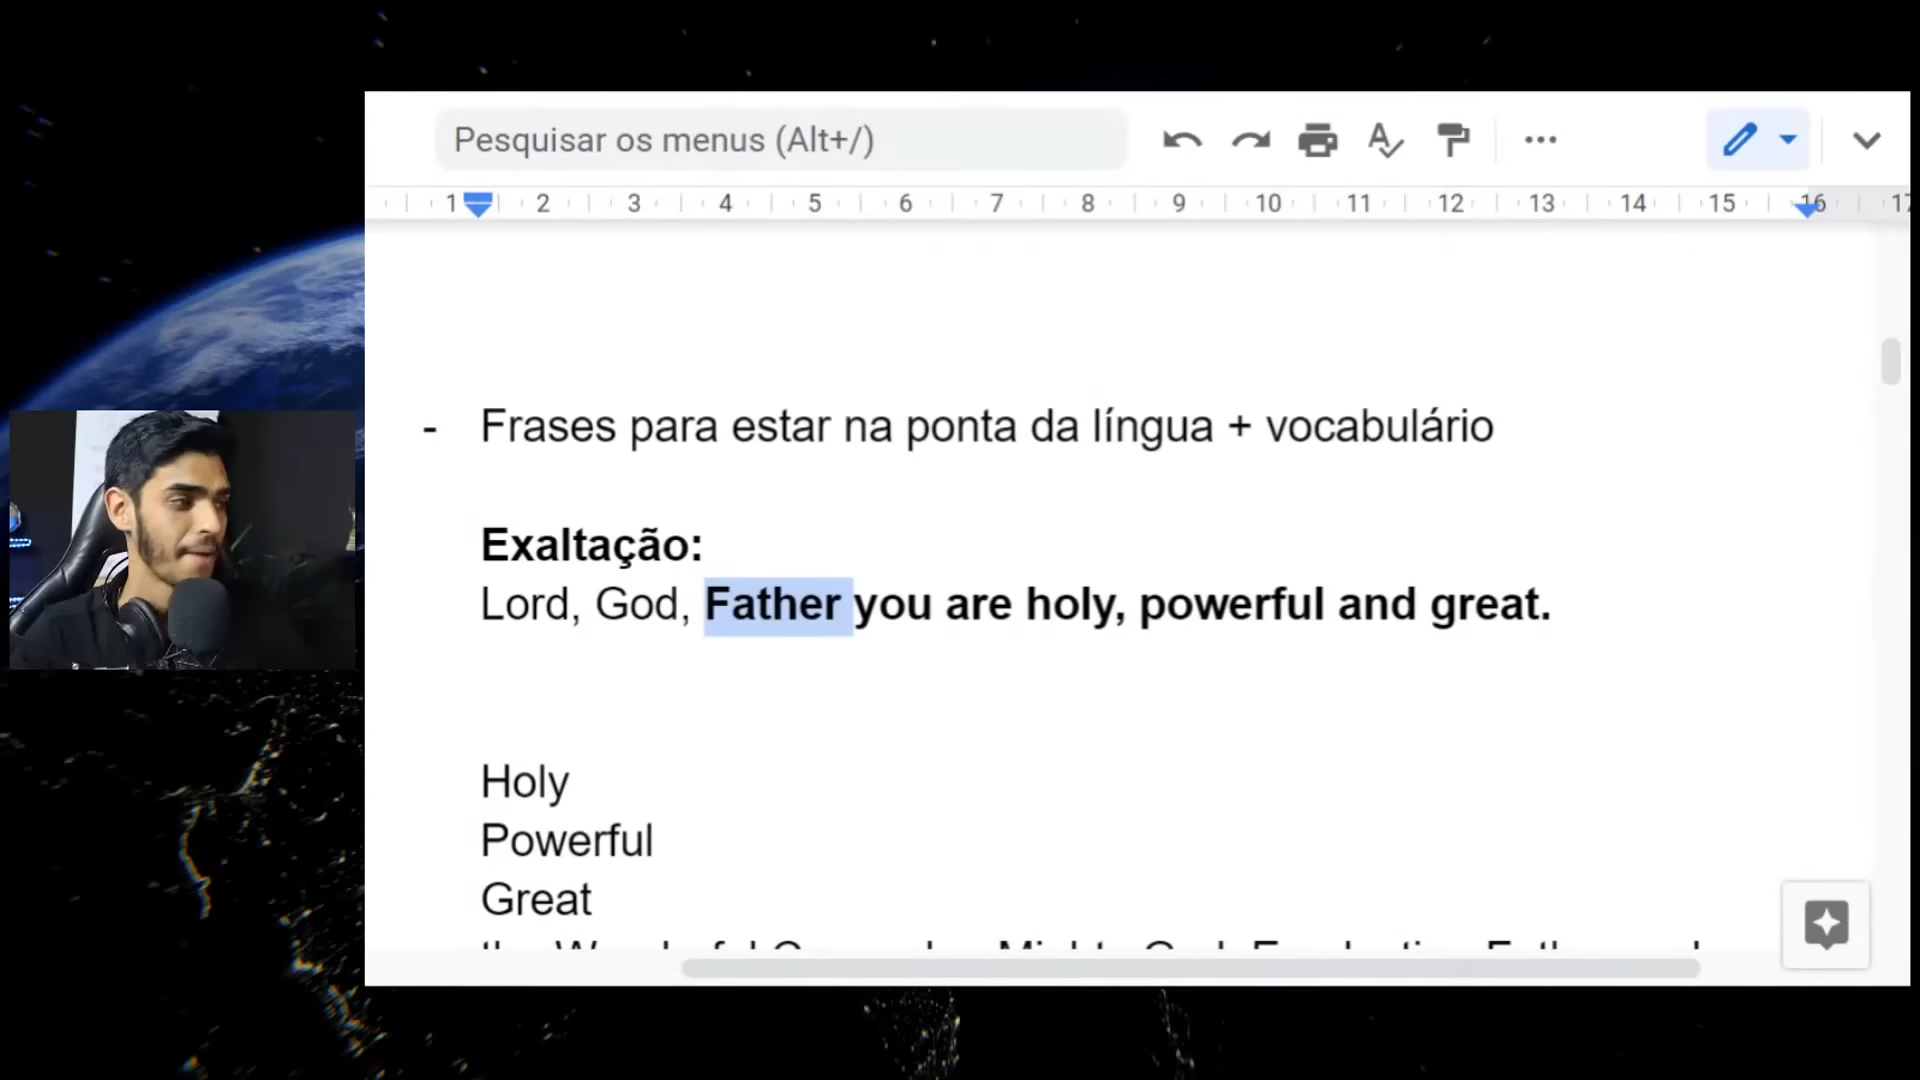 Pesquisar os menus (Alt+/)
1 2 3 4 5 6 7 8 9 10 11 12 13 14 15 16 17
- Frases para estar na ponta da língua + vocabulário
Exaltação:
Lord, God, Father you are holy, powerful and great.
Holy
Powerful
Great